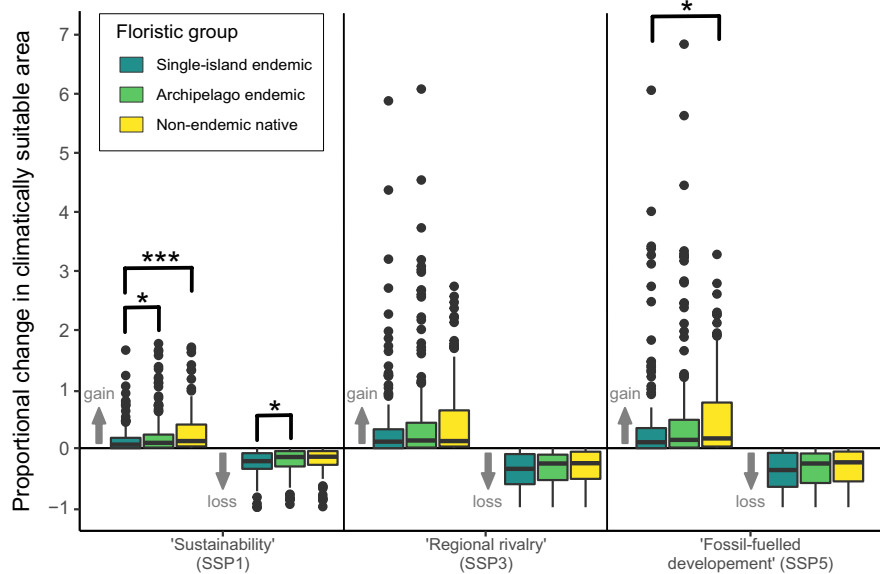 Proportional change in climatically suitable area
7
6
5
4
3
2
1
0
−1
Floristic group
Single-island endemic
Archipelago endemic
Non-endemic native
***
*
*
*
gain
loss
gain
loss
gain
loss
'Sustainability'
(SSP1)
'Regional rivalry'
(SSP3)
'Fossil-fuelled
developement' (SSP5)